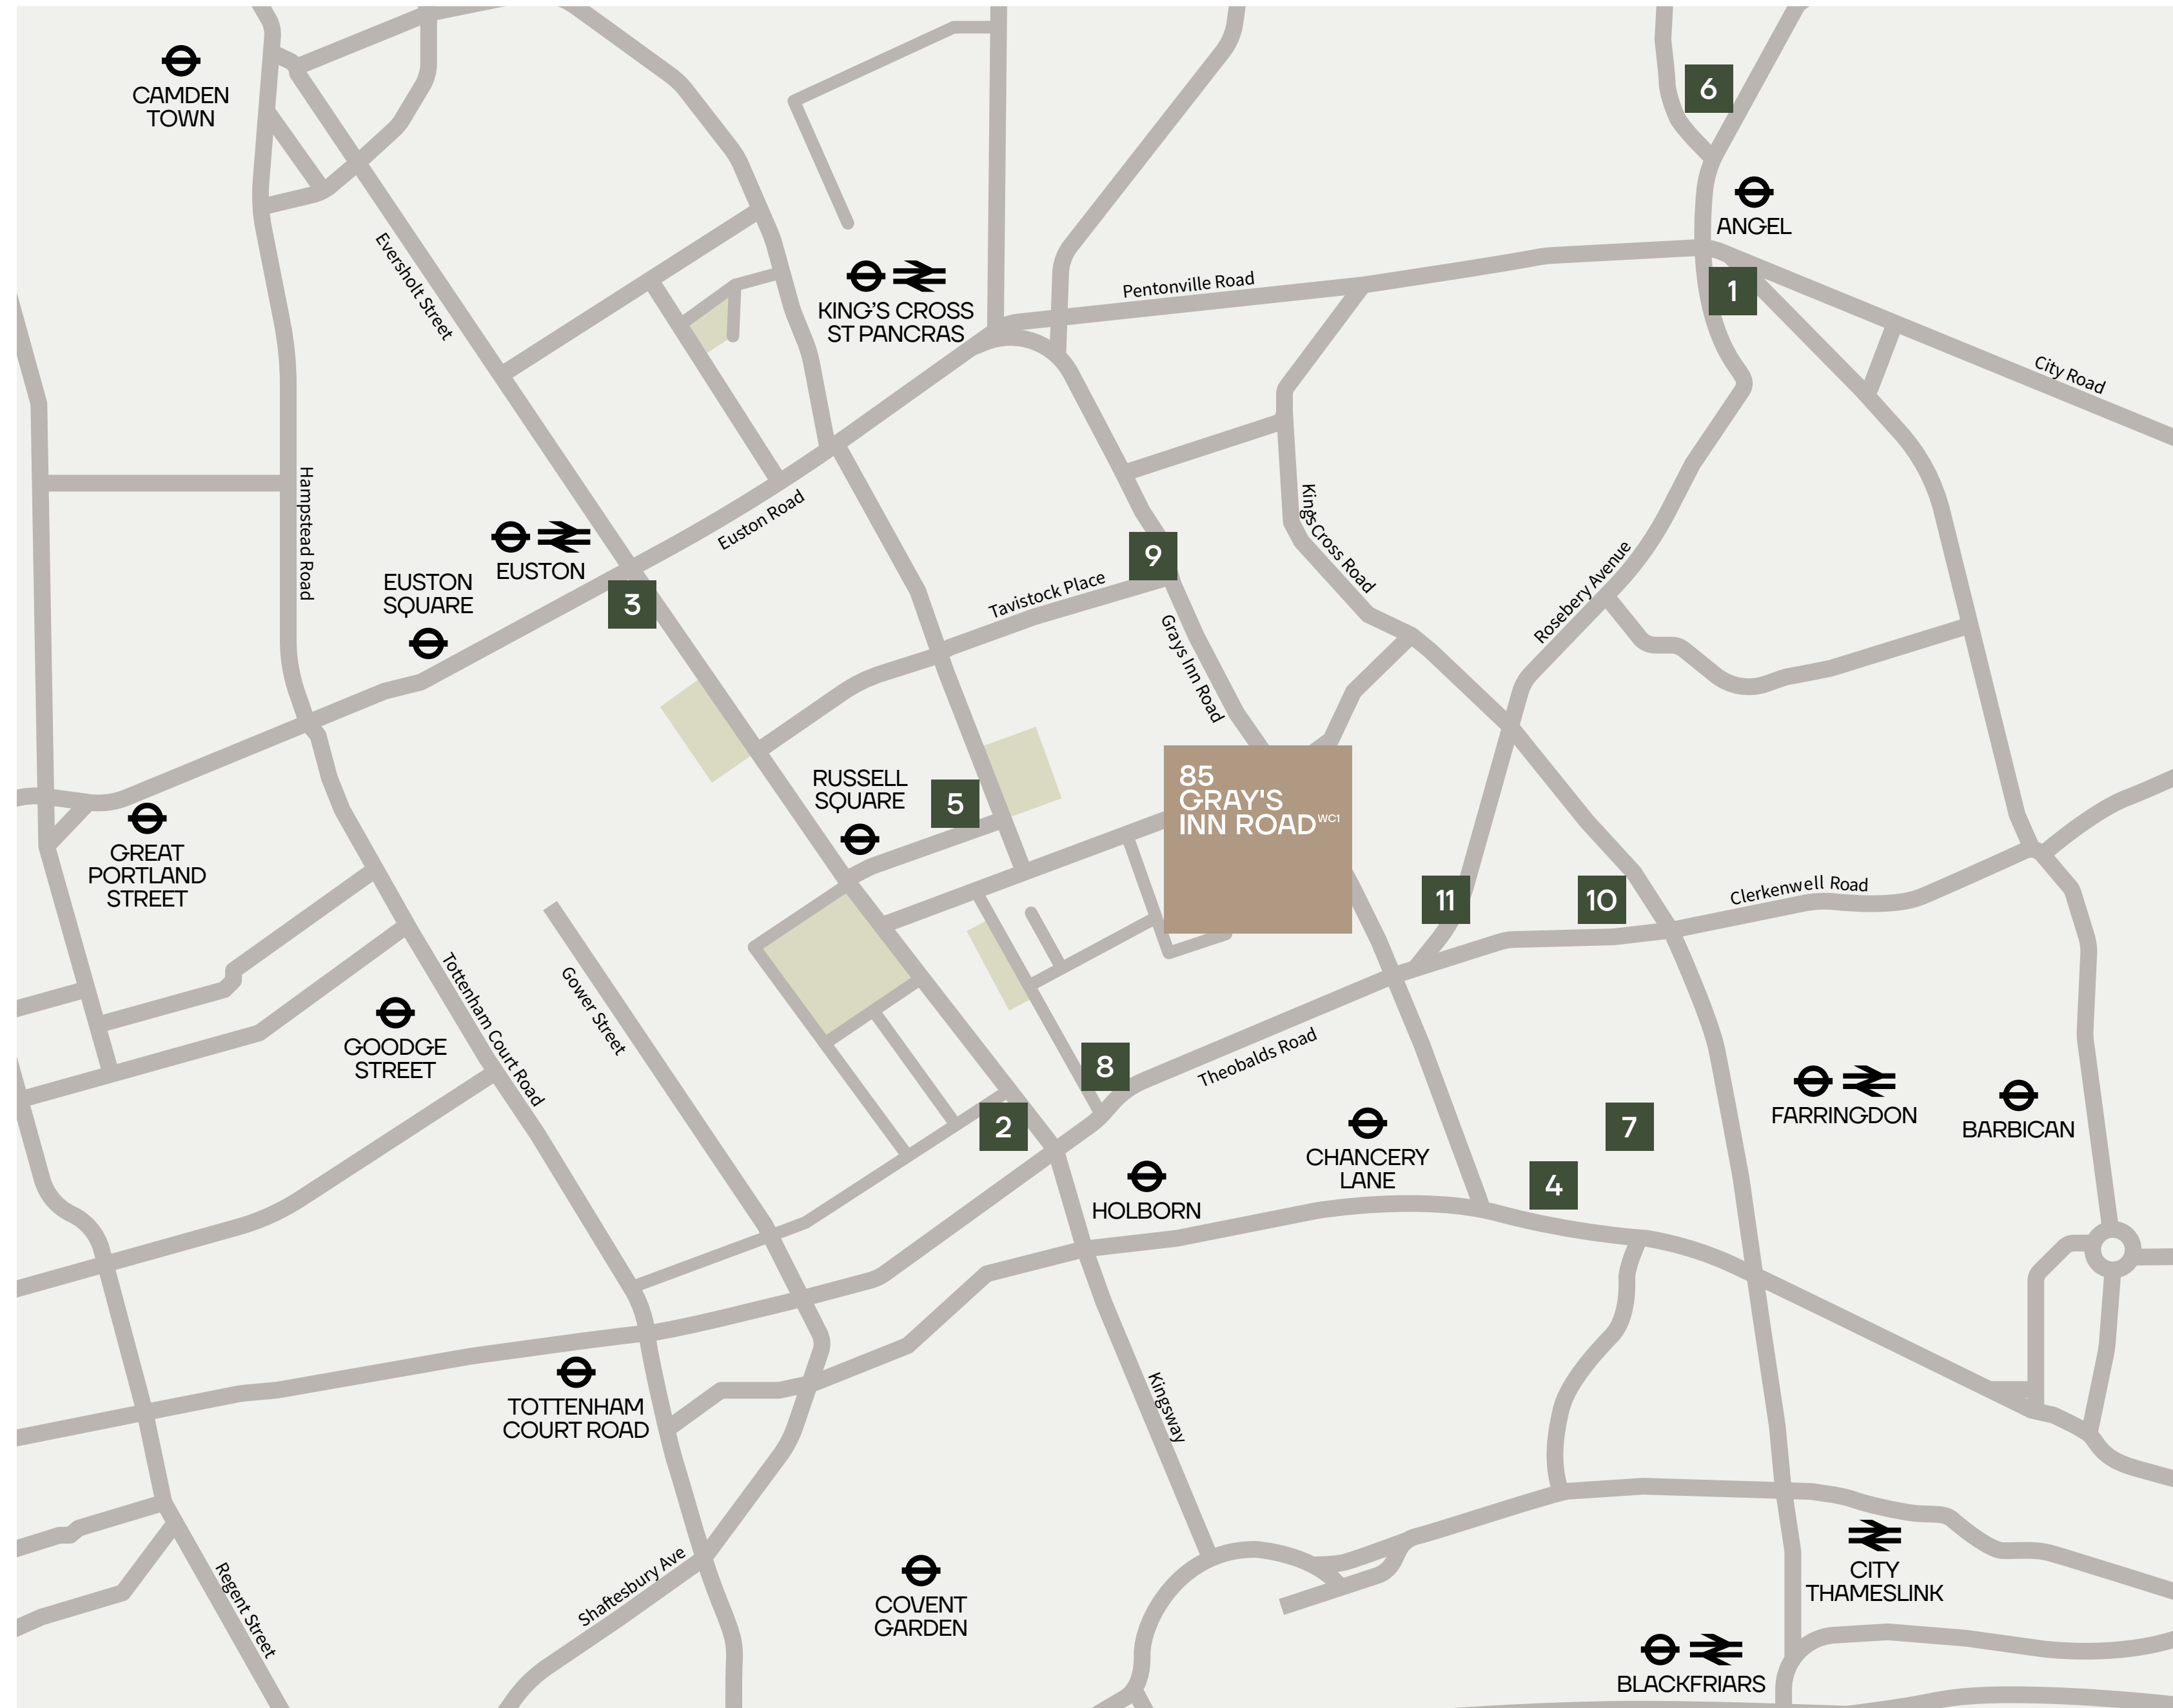 CAMDEN
TOWN
6
ANGEL
1
Eversholt Street
KING'S CROSS
ST PANCRAS
Pentonville Road
City Road
Hampstead Road
EUSTON
Euston Road
EUSTON
SQUARE
3
9
Tavistock Place
Kings Cross Road
Rosebery Avenue
Grays Inn Road
RUSSELL
SQUARE
5
85
GRAY'S
INN ROAD WC1
GREAT
PORTLAND
STREET
11
10
Clerkenwell Road
Tottenham Court Road
Gower Street
GOODGE
STREET
8
Theobalds Road
2
7
FARRINGDON
BARBICAN
CHANCERY
LANE
4
HOLBORN
TOTTENHAM
COURT ROAD
Kingsway
Regent Street
Shaftesbury Ave
COVENT
GARDEN
CITY
THAMESLINK
BLACKFRIARS